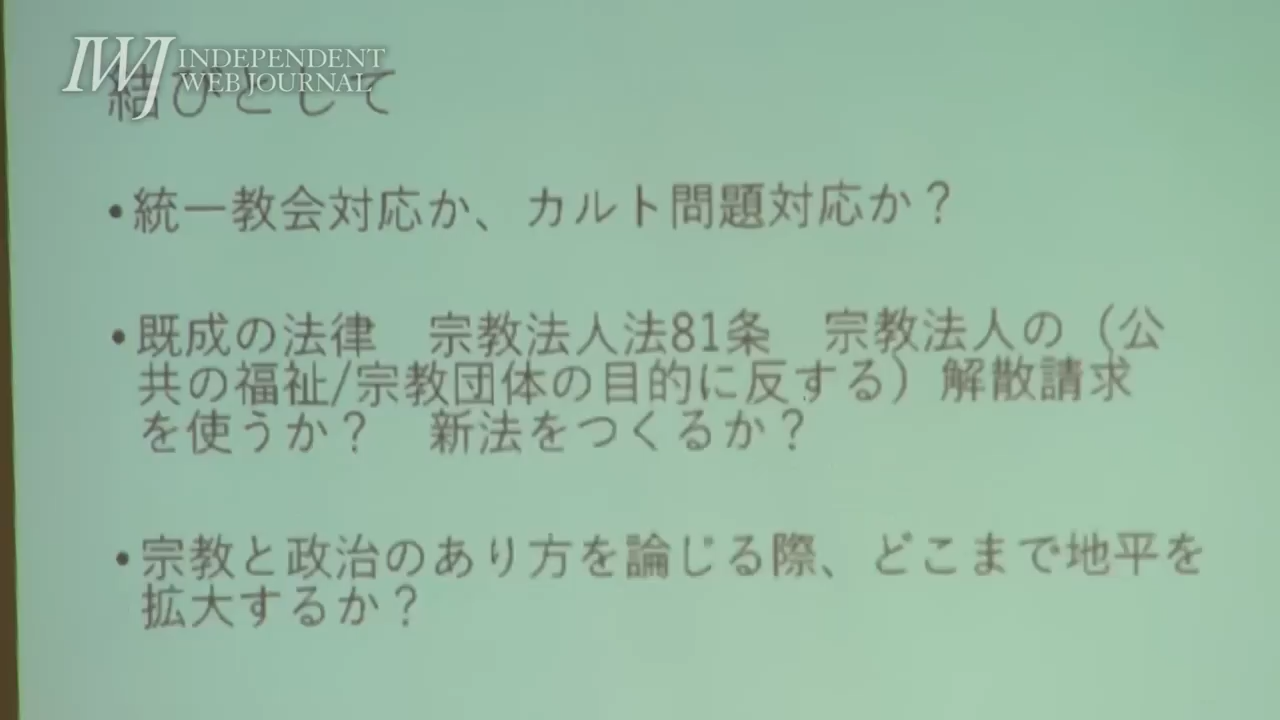 IWJ INDEPENDENT
WEB JOURNAL
結びとして
•統一教会対応か、カルト問題対応か？
•既成の法律　宗教法人法81条　宗教法人の（公
共の福祉/宗教団体の目的に反する）解散請求
を使うか？　新法をつくるか？
•宗教と政治のあり方を論じる際、どこまで地平を
拡大するか？